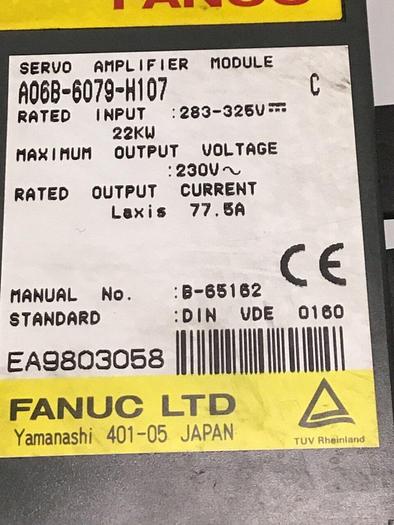 FANUC
SERVO AMPLIFIER MODULE
A06B-6079-H107 C
RATED INPUT :283-325V⎓
22KW
MAXIMUM OUTPUT VOLTAGE
:230V∼
RATED OUTPUT CURRENT
Laxis 77.5A
CE
MANUAL No. :B-65162
STANDARD :DIN VDE 0160
EA9803058
FANUC LTD
Yamanashi 401-05 JAPAN
TUV Rheinland